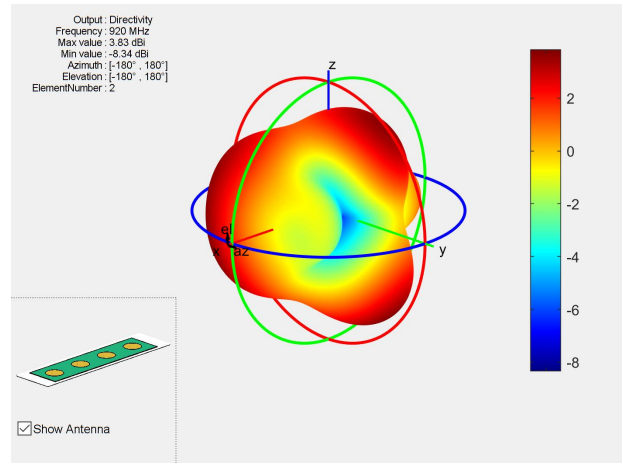 Output : Directivity
Frequency : 920 MHz
Max value : 3.83 dBi
Min value : -8.34 dBi
Azimuth : [-180° , 180°]
Elevation : [-180° , 180°]
ElementNumber : 2
z
2
0
-2
-4
-6
-8
el
x
az
y
Show Antenna